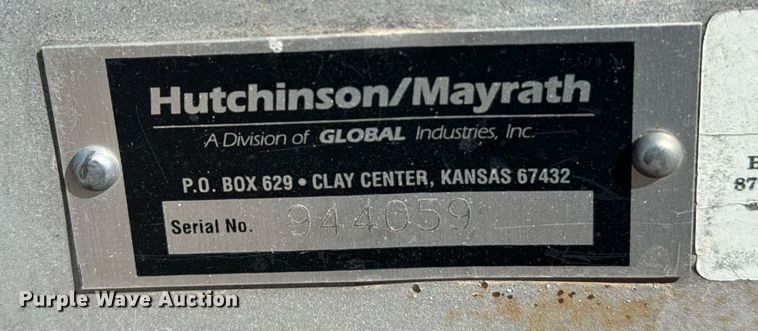 Hutchinson/Mayrath
A Division of GLOBAL Industries, Inc.
P.O. BOX 629 • CLAY CENTER, KANSAS 67432
Serial No. 944059
87
Purple Wave Auction